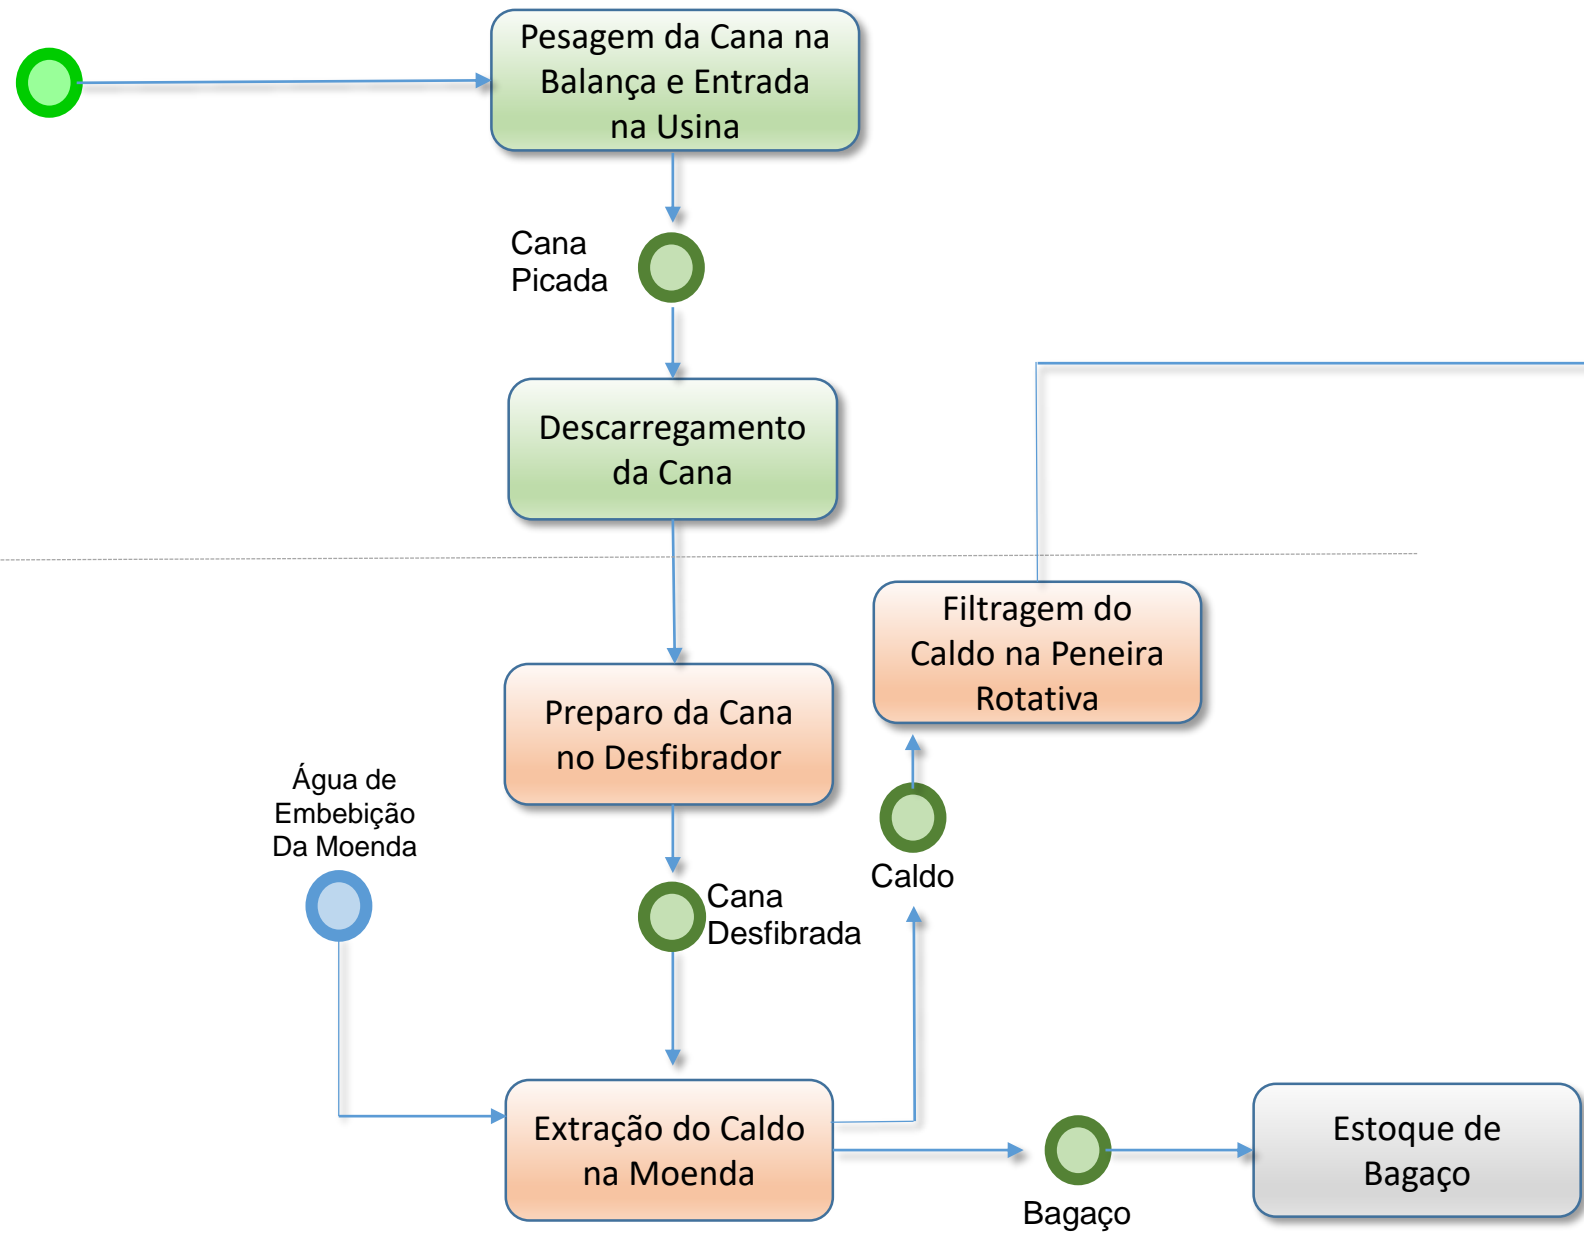 Pesagem da Cana na
Balança e Entrada
na Usina
Cana
Picada
Descarregamento
da Cana
Filtragem do
Caldo na Peneira
Rotativa
Preparo da Cana
no Desfibrador
Água de
Embebição
Da Moenda
Caldo
Cana
Desfibrada
Extração do Caldo
na Moenda
Bagaço
Estoque de
Bagaço